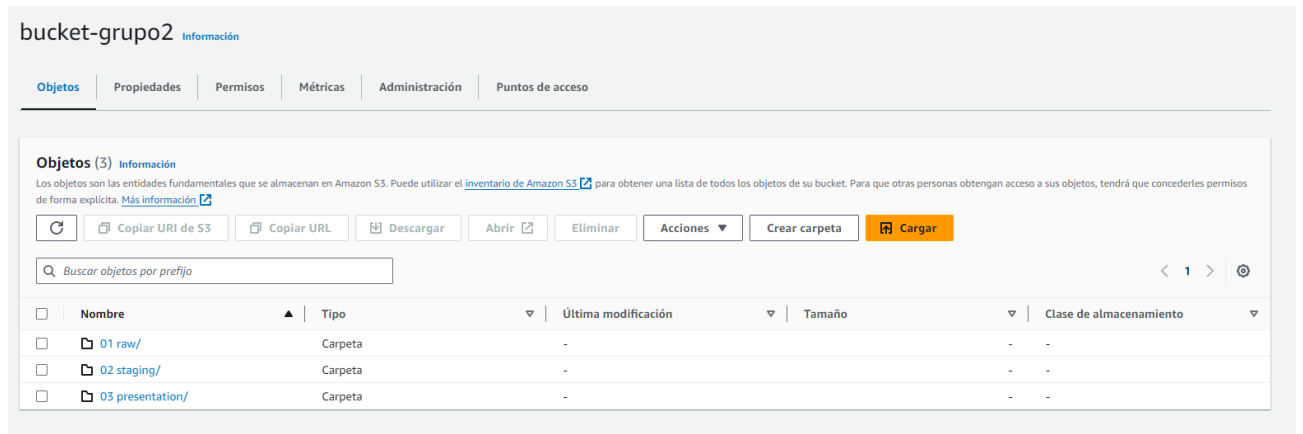 bucket-grupo2 Información
Objetos Propiedades Permisos Métricas Administración Puntos de acceso
Objetos (3) Información
Los objetos son las entidades fundamentales que se almacenan en Amazon S3. Puede utilizar el inventario de Amazon S3 para obtener una lista de todos los objetos de su bucket. Para que otras personas obtengan acceso a sus objetos, tendrá que concederles permisos
de forma explícita. Más información
Copiar URI de S3 Copiar URL Descargar Abrir Eliminar Acciones Crear carpeta Cargar
Buscar objetos por prefijo 1
Nombre Tipo Última modificación Tamaño Clase de almacenamiento
01 raw/ Carpeta - - -
02 staging/ Carpeta - - -
03 presentation/ Carpeta - - -